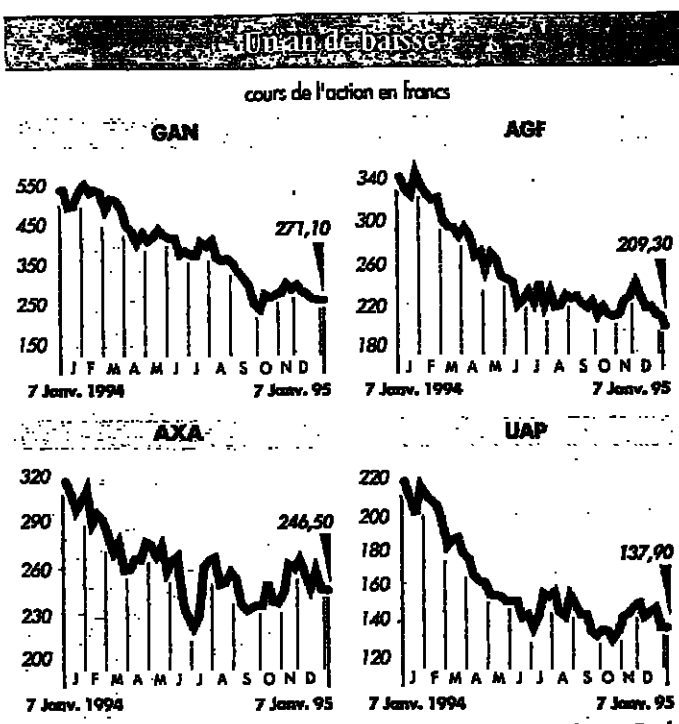 Un an de baisse
cours de l'action en francs
GAN
550
450
350
250
150
271,10
J F M A M J J A S O N D
7 Janv. 1994 7 Janv. 95
AGF
340
300
260
220
180
209,30
J F M A M J J A S O N D
7 Janv. 1994 7 Janv. 95
AXA
320
290
260
230
200
246,50
J F M A M J J A S O N D
7 Janv. 1994 7 Janv. 95
UAP
220
200
180
160
140
120
137,90
J F M A M J J A S O N D
7 Janv. 1994 7 Janv. 95